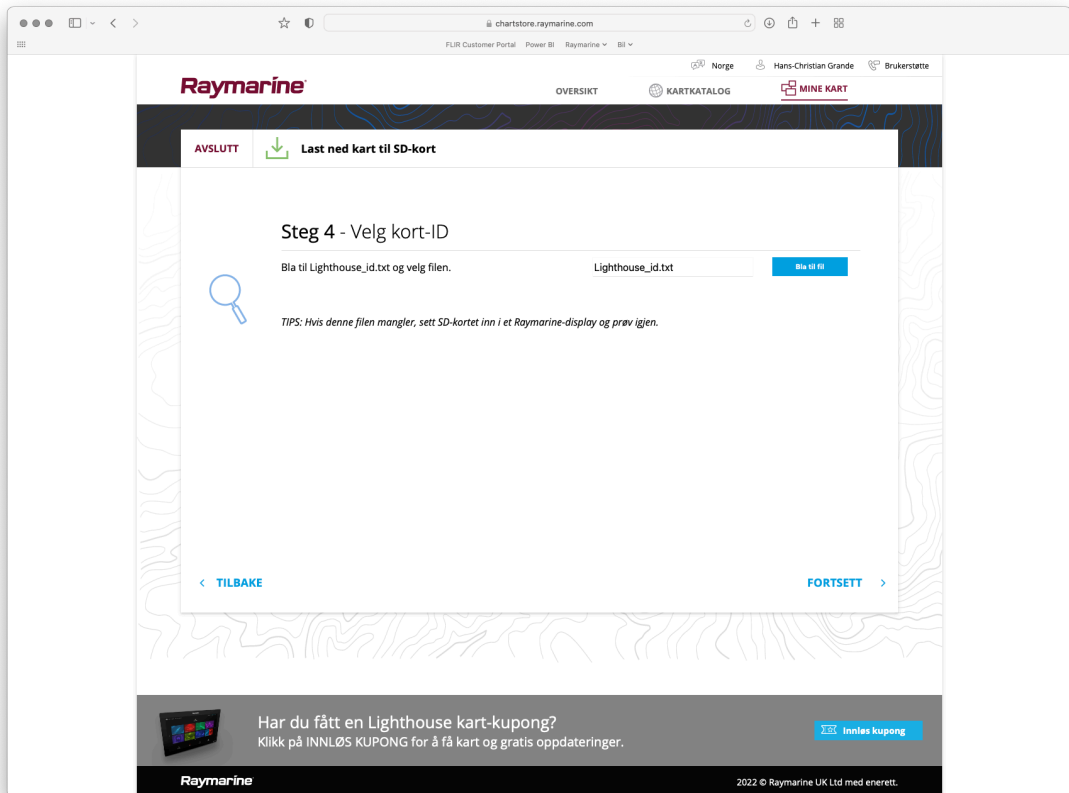 chartstore.raymarine.com
FLIR Customer Portal Power BI Raymarine Bil
Norge Hans-Christian Grande Brukerstøtte
Raymarine
OVERSIKT KARTKATALOG MINE KART
AVSLUTT Last ned kart til SD-kort
Steg 4 - Velg kort-ID
Bla til Lighthouse_id.txt og velg filen. Lighthouse_id.txt Bla til fil
TIPS: Hvis denne filen mangler, sett SD-kortet inn i et Raymarine-display og prøv igjen.
< TILBAKE FORTSETT >
Har du fått en Lighthouse kart-kupong?
Klikk på INNLØS KUPONG for å få kart og gratis oppdateringer.
Innløs kupong
Raymarine 2022 © Raymarine UK Ltd med enerett.